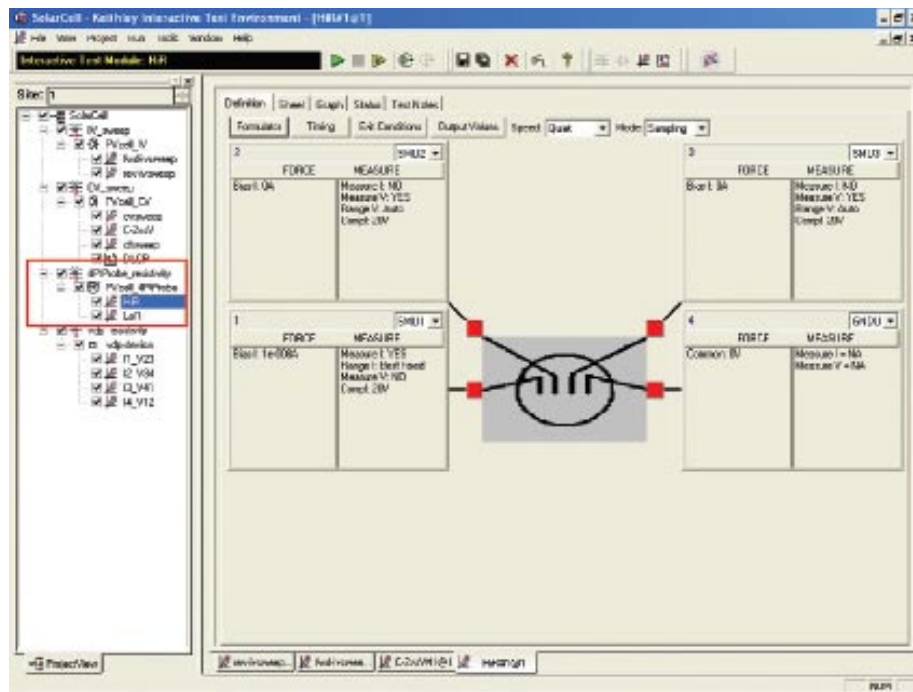 SolarCell - Keithley Interactive Test Environment - [HiR#1@1]
File View Project Run Tools Window Help
Interactive Test Module: HiR
Site: 1
SolarCell
IV_sweep
PVcell_IV
fwdivsweep
revivsweep
CV_sweep
PVcell_CV
cvsweep
C-2vsV
cfsweep
DLCP
4PtProbe_resistivity
PVcell_4PtProbe
HiR
LoR
vdp_resistivity
vdp-device
I1_V23
I2_V34
I3_V41
I4_V12
ProjectView
Definition Sheet Graph Status Test Notes
Formulator Timing Exit Conditions Output Values Speed: Quiet Mode: Sampling
2 SMU2
FORCE MEASURE
Bias I: 0A
Measure I: NO
Measure V: YES
Range V: Auto
Compl: 20V
3 SMU3
FORCE MEASURE
Bias I: 0A
Measure I: NO
Measure V: YES
Range V: Auto
Compl: 20V
1 SMU1
FORCE MEASURE
Bias I: 1e-008A
Measure I: YES
Range I: Best Fixed
Measure V: NO
Compl: 20V
4 GNDU
FORCE MEASURE
Common: 0V
Measure I = NA
Measure V = NA
revivsweep... fwdivsweep... C-2vsV#1@1 HiR#1@1
NUM